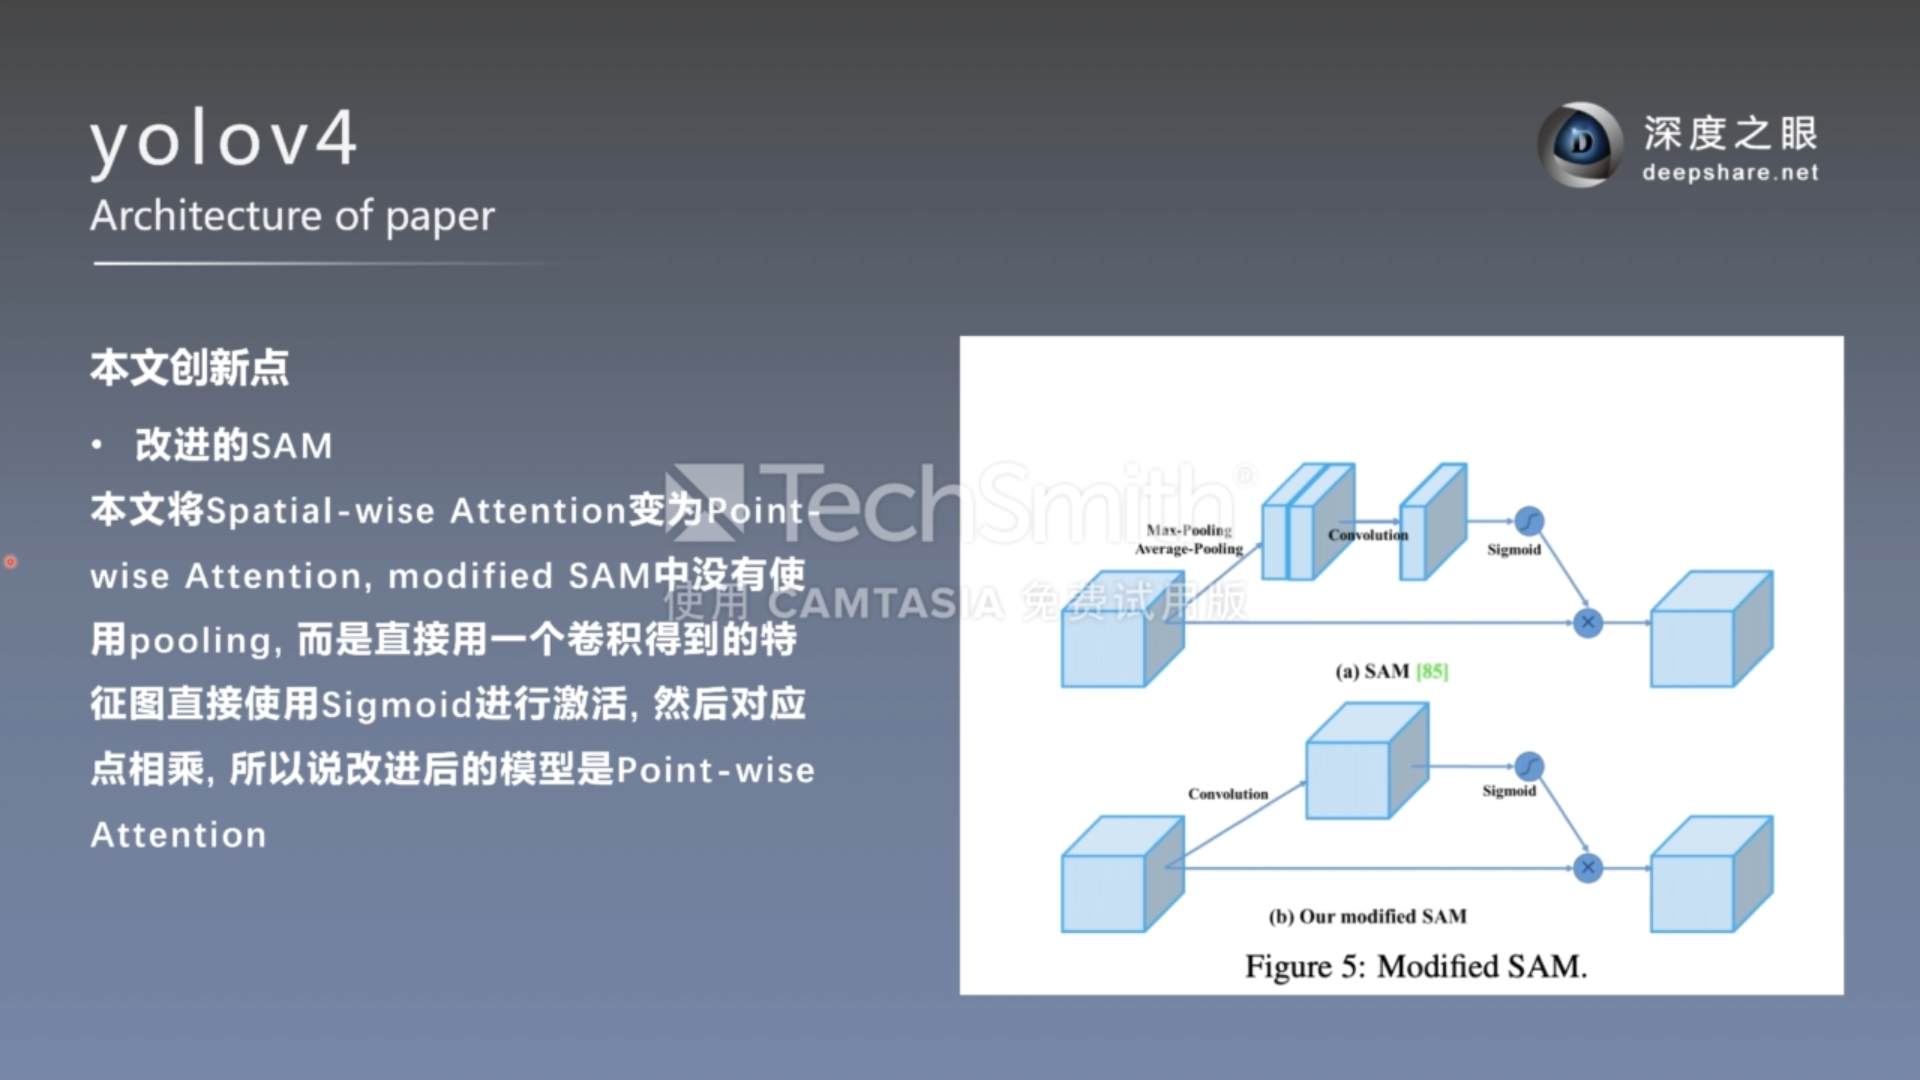 yolov4
Architecture of paper
深度之眼
deepshare.net
本文创新点
• 改进的SAM
本文将Spatial-wise Attention变为Point-
wise Attention, modified SAM中没有使
用pooling, 而是直接用一个卷积得到的特
征图直接使用Sigmoid进行激活, 然后对应
点相乘, 所以说改进后的模型是Point-wise
Attention
TechSmith®
使用 CAMTASIA 免费试用版
Max-Pooling
Average-Pooling
Convolution
Sigmoid
(a) SAM [85]
Convolution
Sigmoid
(b) Our modified SAM
Figure 5: Modified SAM.